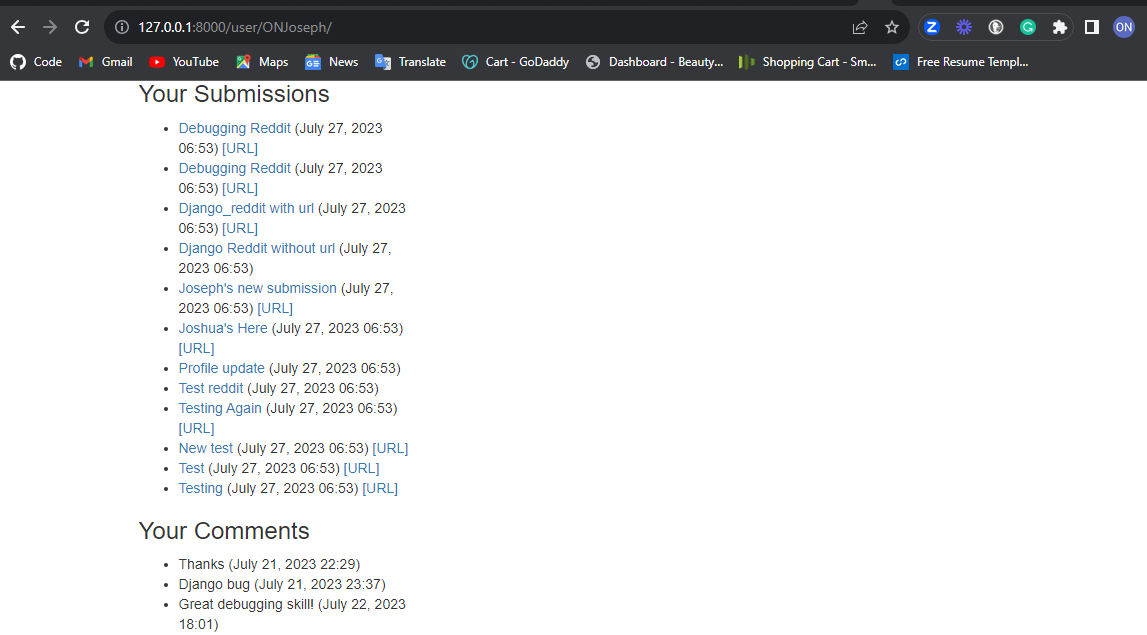 127.0.0.1:8000/user/ONJoseph/
ON
Code Gmail YouTube Maps News Translate Cart - GoDaddy Dashboard - Beauty... Shopping Cart - Sm... Free Resume Templ...
Your Submissions
Debugging Reddit (July 27, 2023
06:53) [URL]
Debugging Reddit (July 27, 2023
06:53) [URL]
Django_reddit with url (July 27, 2023
06:53) [URL]
Django Reddit without url (July 27,
2023 06:53)
Joseph's new submission (July 27,
2023 06:53) [URL]
Joshua's Here (July 27, 2023 06:53)
[URL]
Profile update (July 27, 2023 06:53)
Test reddit (July 27, 2023 06:53)
Testing Again (July 27, 2023 06:53)
[URL]
New test (July 27, 2023 06:53) [URL]
Test (July 27, 2023 06:53) [URL]
Testing (July 27, 2023 06:53) [URL]
Your Comments
Thanks (July 21, 2023 22:29)
Django bug (July 21, 2023 23:37)
Great debugging skill! (July 22, 2023
18:01)